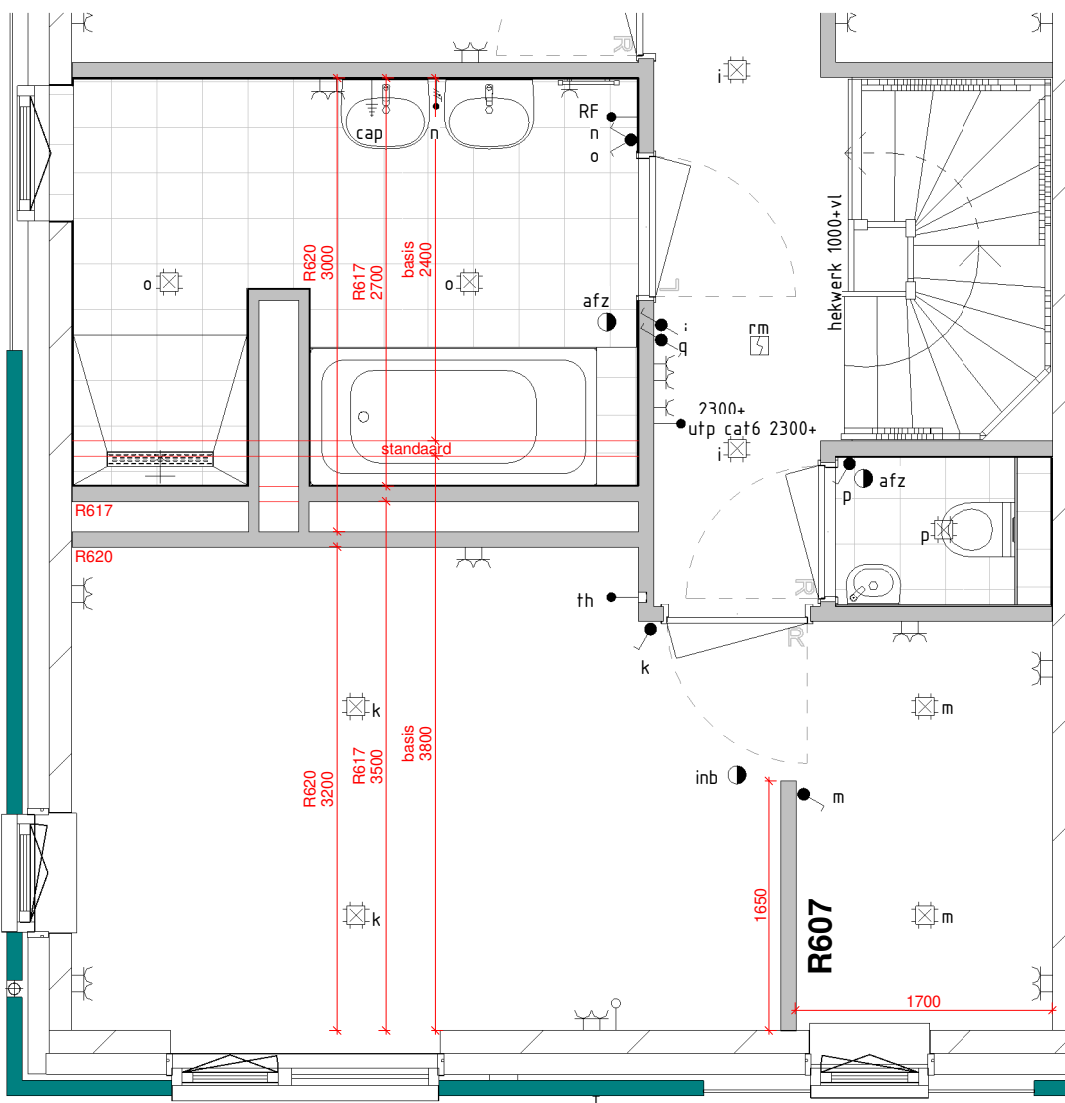 R
i
RF
n
o
cap
n
hekwerk 1000+vl
R620
3000
R617
2700
basis
2400
o
o
L
afz
i
q
rm
2300+
utp cat6 2300+
i
standaard
p
afz
R617
p
R620
R
th
k
R
k
m
R620
3200
R617
3500
basis
3800
inb
m
1650
R607
k
m
1700